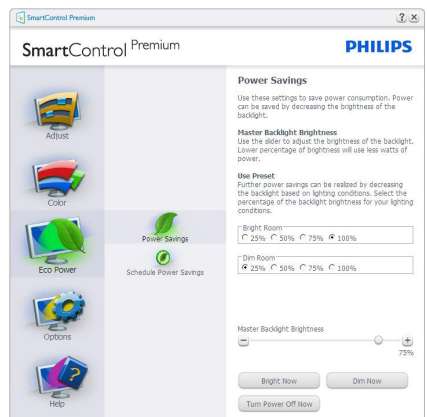 SmartControl Premium
? ×
SmartControl Premium
PHILIPS
Adjust
Color
Eco Power
Options
Help
Power Savings
Schedule Power Savings
Power Savings
Use these settings to save power consumption. Power
can be saved by decreasing the brightness of the
backlight.
Master Backlight Brightness
Use the slider to adjust the brightness of the backlight.
Lower percentage of brightness will use less watts of
power.
Use Preset
Further power savings can be realized by decreasing
the backlight based on lighting conditions. Select the
percentage of the backlight brightness for your lighting
conditions.
Bright Room
25% 50% 75% 100%
Dim Room
25% 50% 75% 100%
Master Backlight Brightness
75%
Bright Now Dim Now
Turn Power Off Now